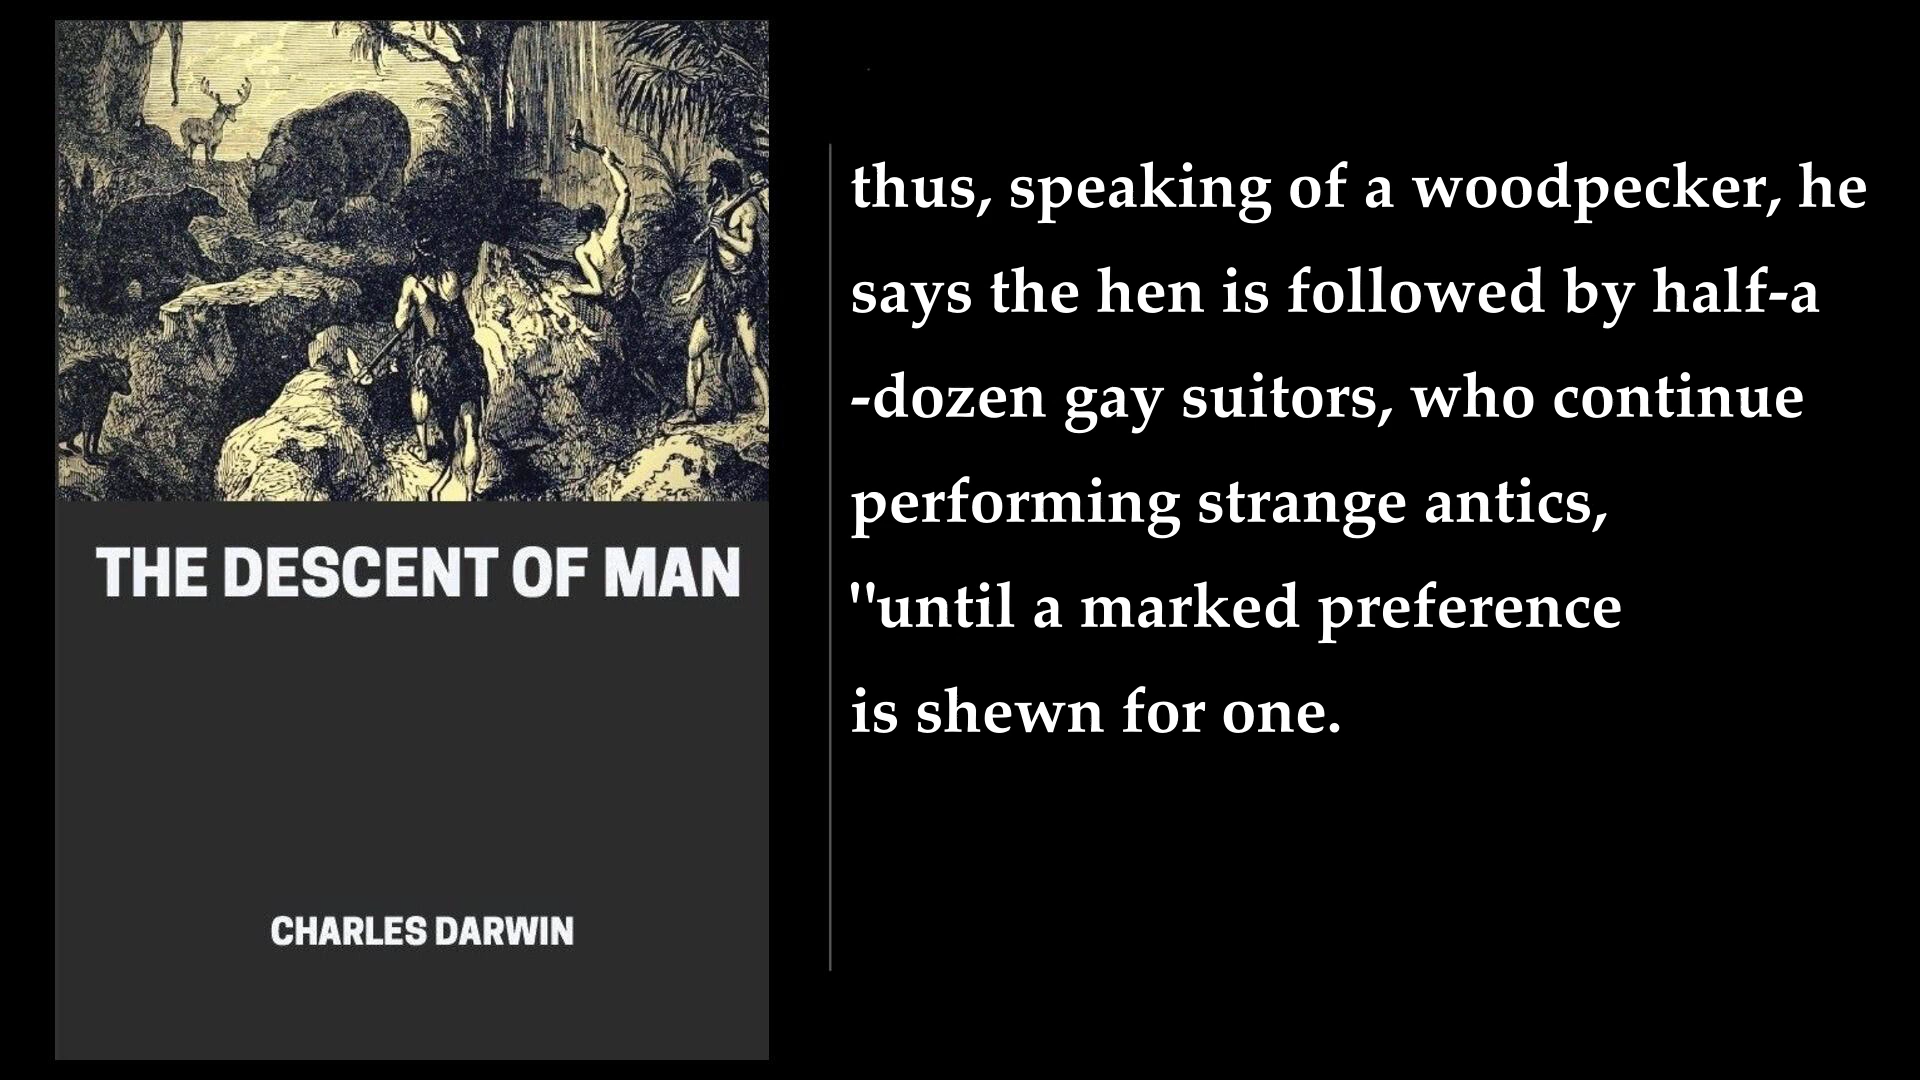 THE DESCENT OF MAN
CHARLES DARWIN
thus, speaking of a woodpecker, he
says the hen is followed by half-a
-dozen gay suitors, who continue
performing strange antics,
"until a marked preference
is shewn for one.